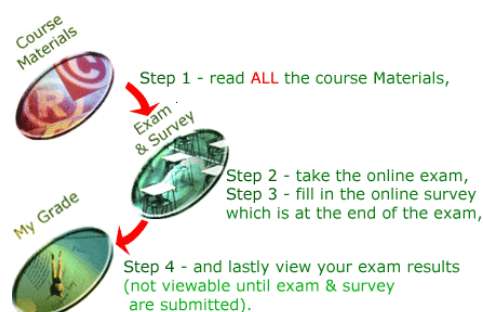 Course
Materials
Step 1 - read ALL the course Materials,
Exam
& Survey
Step 2 - take the online exam,
Step 3 - fill in the online survey
which is at the end of the exam,
My Grade
Step 4 - and lastly view your exam results
(not viewable until exam & survey
are submitted).